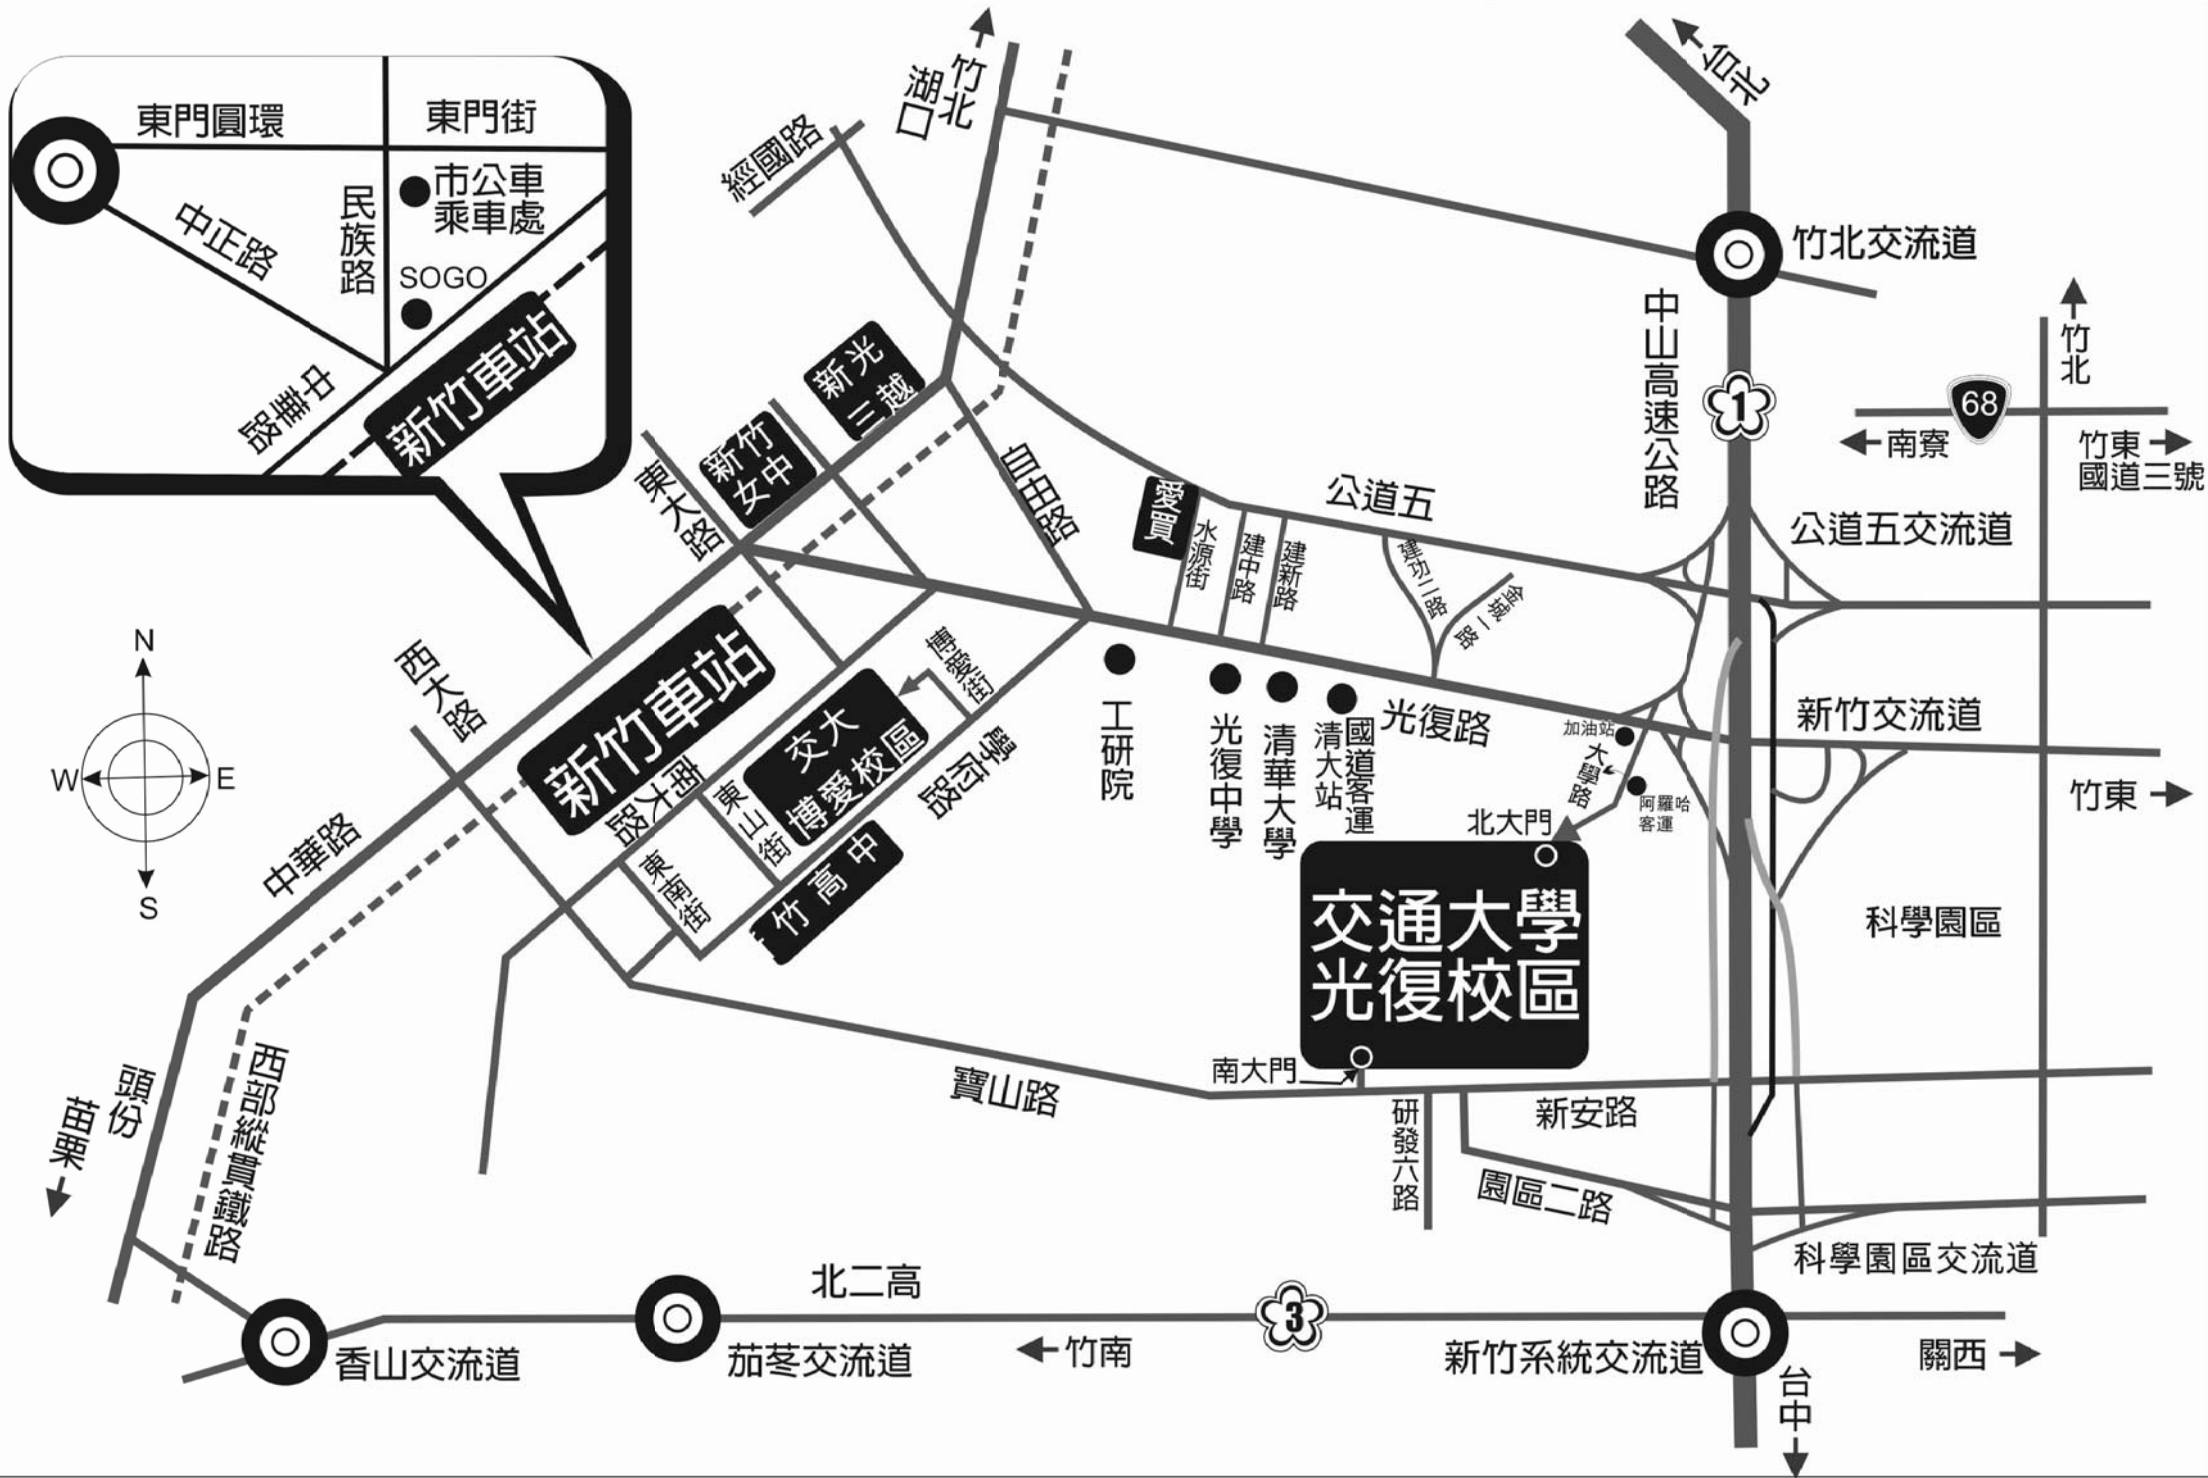 東門圓環
東門街
市公車
乘車處
民族路
中正路
SOGO
中華路
新竹車站
竹北
湖口
經國路
台北
竹北交流道
中山高速公路
1
竹北
68
南寮
竹東
國道三號
新光
三越
新竹
女中
東大路
自由路
愛買
水源街
建中路
建新路
公道五
建功二路
金城一路
公道五交流道
N
W
E
S
西大路
新竹車站
博愛街
交大
博愛校區
南大路
學府路
東山街
東南街
竹高中
工研院
光復中學
清華大學
國道客運
清大站
光復路
加油站
大學路
阿羅哈
客運
新竹交流道
竹東
北大門
交通大學
光復校區
南大門
科學園區
中華路
西部縱貫鐵路
頭份
苗栗
寶山路
研發六路
新安路
園區二路
科學園區交流道
北二高
3
香山交流道
茄苳交流道
竹南
新竹系統交流道
關西
台中